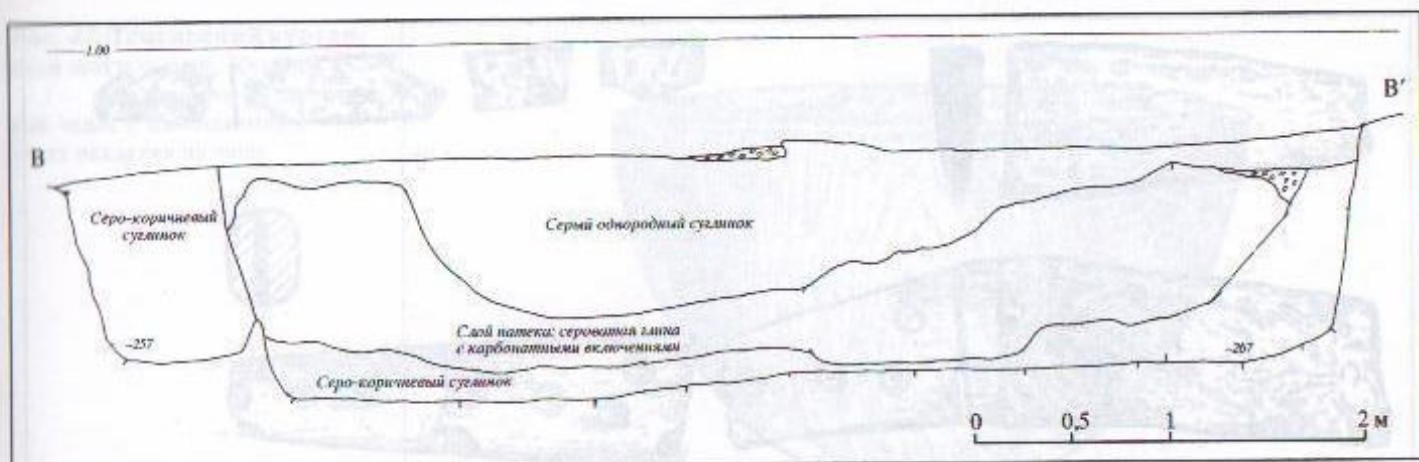 1.00
В
В′
Серо-коричневый
суглинок
Серый однородный суглинок
Слой натека: сероватая глина
с карбонатными включениями
-257
-267
Серо-коричневый суглинок
0 0,5 1 2 м